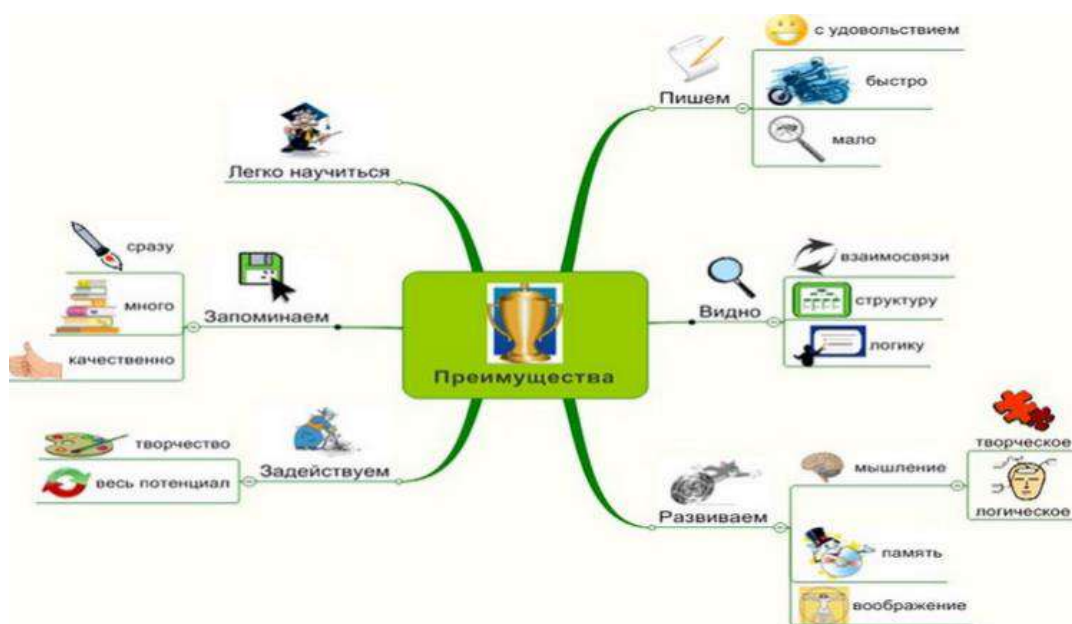 с удовольствием
быстро
Пишем
мало
Легко научиться
сразу
много
Запоминаем
качественно
взаимосвязи
Видно
структуру
логику
Преимущества
творчество
Задействуем
весь потенциал
творческое
мышление
логическое
Развиваем
память
воображение